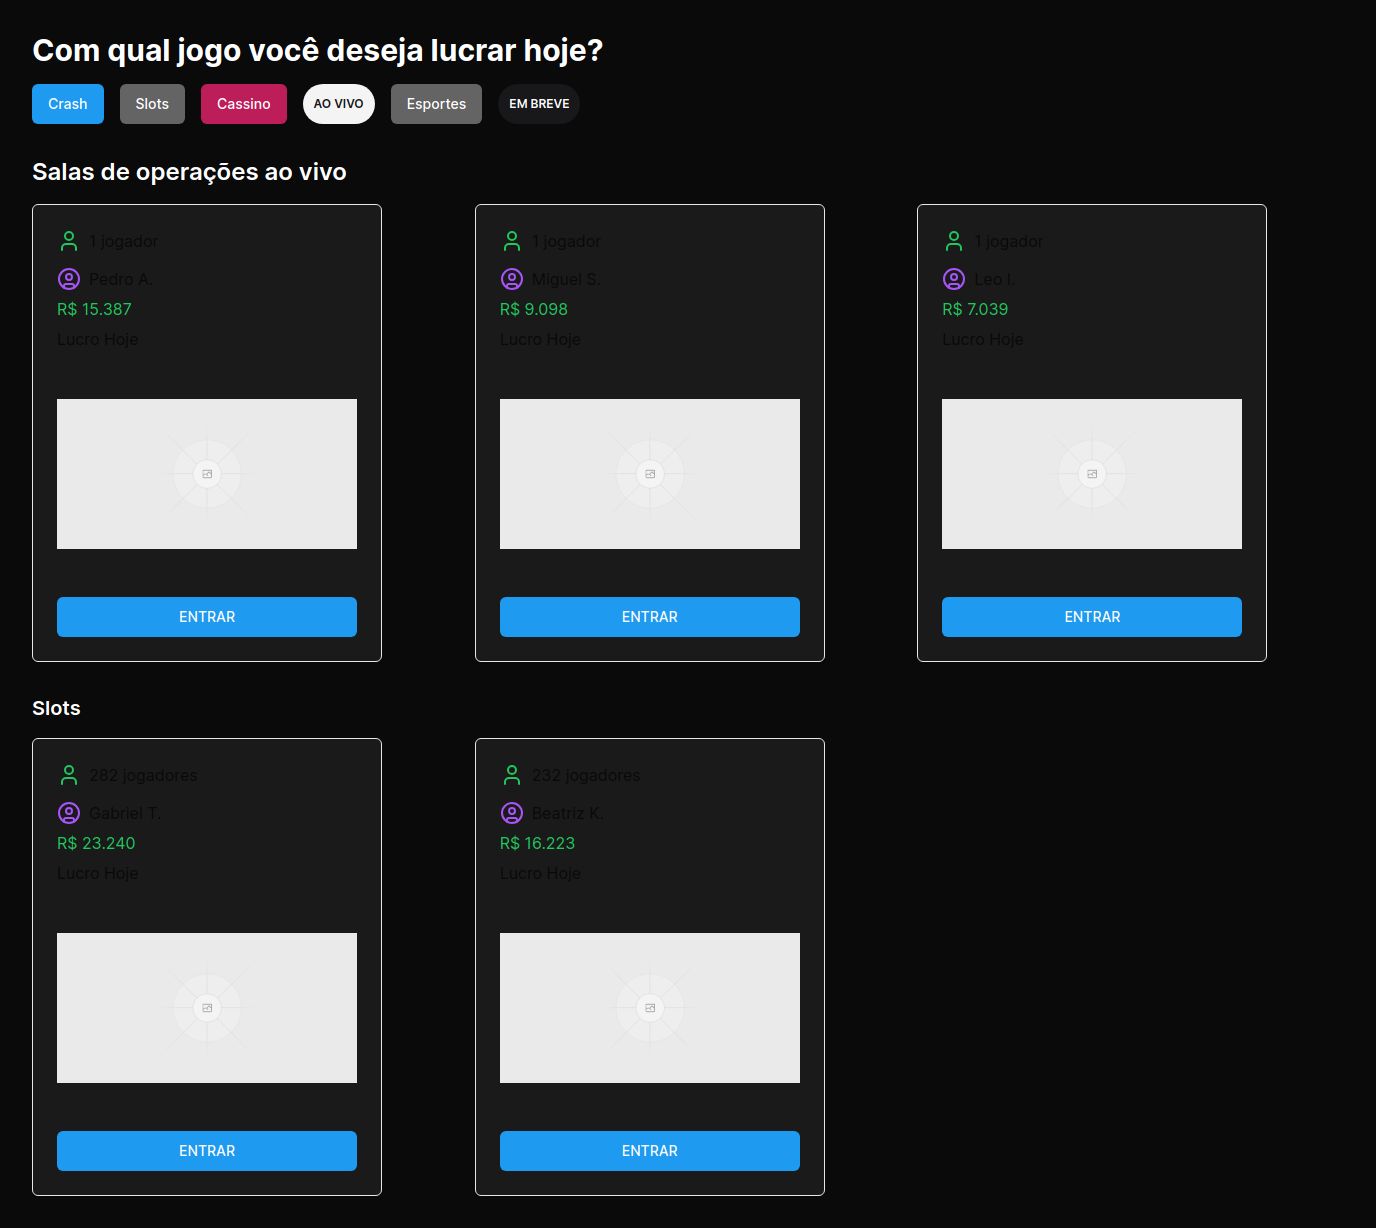 Com qual jogo você deseja lucrar hoje?
Crash Slots Cassino AO VIVO Esportes EM BREVE
Salas de operações ao vivo
1 jogador
Pedro A.
R$ 15.387
Lucro Hoje
ENTRAR
1 jogador
Miguel S.
R$ 9.098
Lucro Hoje
ENTRAR
1 jogador
Leo I.
R$ 7.039
Lucro Hoje
ENTRAR
Slots
282 jogadores
Gabriel T.
R$ 23.240
Lucro Hoje
ENTRAR
232 jogadores
Beatriz K.
R$ 16.223
Lucro Hoje
ENTRAR